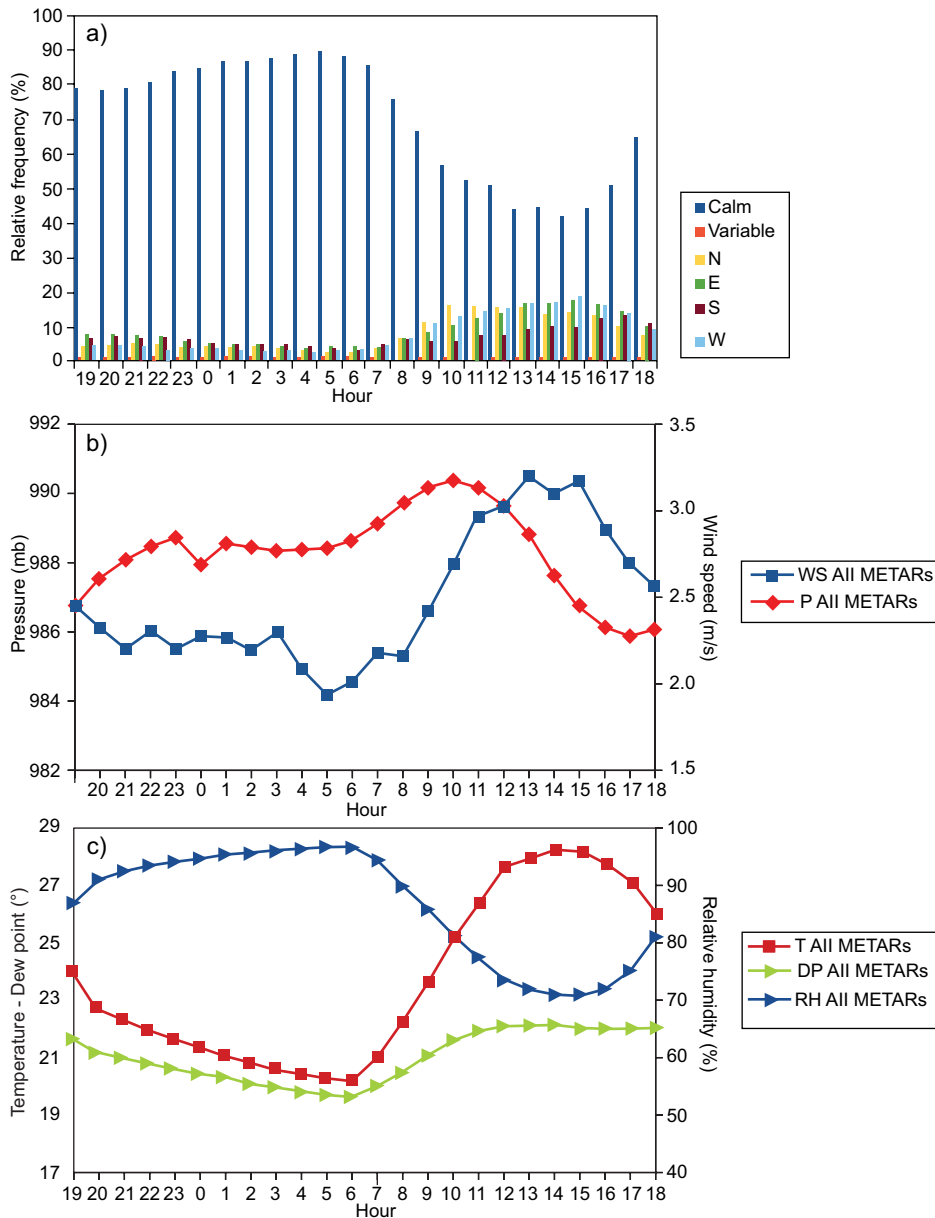 a)
Relative frequency (%)
100
90
80
70
60
50
40
30
20
10
0
19 20 21 22 23 0 1 2 3 4 5 6 7 8 9 10 11 12 13 14 15 16 17 18
Hour
Calm
Variable
N
E
S
W
b)
Pressure (mb)
992
990
988
986
984
982
3.5
3.0
2.5
2.0
1.5
Wind speed (m/s)
20 21 22 23 0 1 2 3 4 5 6 7 8 9 10 11 12 13 14 15 16 17 18
Hour
WS All METARs
P All METARs
c)
Temperature - Dew point (°)
29
27
25
23
21
19
17
100
90
80
70
60
50
40
Relative humidity
(%)
19 20 21 22 23 0 1 2 3 4 5 6 7 8 9 10 11 12 13 14 15 16 17 18
Hour
T All METARs
DP All METARs
RH All METARs